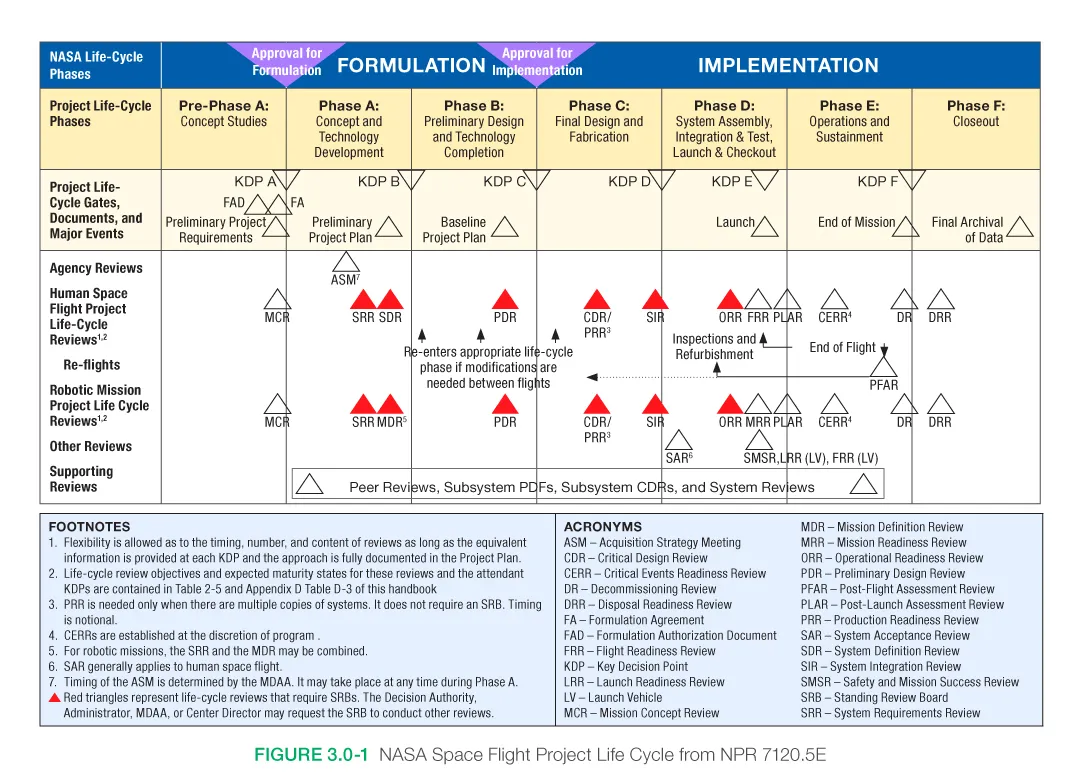 NASA Life-Cycle
Phases
Approval for
Formulation
FORMULATION
Approval for
Implementation
IMPLEMENTATION
Project Life-Cycle
Phases
Pre-Phase A:
Concept Studies
Phase A:
Concept and
Technology
Development
Phase B:
Preliminary Design
and Technology
Completion
Phase C:
Final Design and
Fabrication
Phase D:
System Assembly,
Integration & Test,
Launch & Checkout
Phase E:
Operations and
Sustainment
Phase F:
Closeout
Project Life-
Cycle Gates,
Documents, and
Major Events
KDP A
KDP B
KDP C
KDP D
KDP E
KDP F
FAD
FA
Preliminary Project
Requirements
Preliminary
Project Plan
Baseline
Project Plan
Launch
End of Mission
Final Archival
of Data
Agency Reviews
ASM7
Human Space
Flight Project
Life-Cycle
Reviews1,2
MCR
SRR
SDR
PDR
CDR/
PRR3
SIR
ORR
FRR
PLAR
CERR4
DR
DRR
Re-flights
Re-enters appropriate life-cycle
phase if modifications are
needed between flights
Inspections and
Refurbishment
End of Flight
PFAR
Robotic Mission
Project Life Cycle
Reviews1,2
MCR
SRR
MDR5
PDR
CDR/
PRR3
SIR
ORR
MRR
PLAR
CERR4
DR
DRR
Other Reviews
SAR6
SMSR,LRR (LV), FRR (LV)
Supporting
Reviews
Peer Reviews, Subsystem PDFs, Subsystem CDRs, and System Reviews
FOOTNOTES
1. Flexibility is allowed as to the timing, number, and content of reviews as long as the equivalent
information is provided at each KDP and the approach is fully documented in the Project Plan.
2. Life-cycle review objectives and expected maturity states for these reviews and the attendant
KDPs are contained in Table 2-5 and Appendix D Table D-3 of this handbook
3. PRR is needed only when there are multiple copies of systems. It does not require an SRB. Timing
is notional.
4. CERRs are established at the discretion of program .
5. For robotic missions, the SRR and the MDR may be combined.
6. SAR generally applies to human space flight.
7. Timing of the ASM is determined by the MDAA. It may take place at any time during Phase A.
Red triangles represent life-cycle reviews that require SRBs. The Decision Authority,
Administrator, MDAA, or Center Director may request the SRB to conduct other reviews.
ACRONYMS
ASM – Acquisition Strategy Meeting
CDR – Critical Design Review
CERR – Critical Events Readiness Review
DR – Decommissioning Review
DRR – Disposal Readiness Review
FA – Formulation Agreement
FAD – Formulation Authorization Document
FRR – Flight Readiness Review
KDP – Key Decision Point
LRR – Launch Readiness Review
LV – Launch Vehicle
MCR – Mission Concept Review
MDR – Mission Definition Review
MRR – Mission Readiness Review
ORR – Operational Readiness Review
PDR – Preliminary Design Review
PFAR – Post-Flight Assessment Review
PLAR – Post-Launch Assessment Review
PRR – Production Readiness Review
SAR – System Acceptance Review
SDR – System Definition Review
SIR – System Integration Review
SMSR – Safety and Mission Success Review
SRB – Standing Review Board
SRR – System Requirements Review
FIGURE 3.0-1 NASA Space Flight Project Life Cycle from NPR 7120.5E